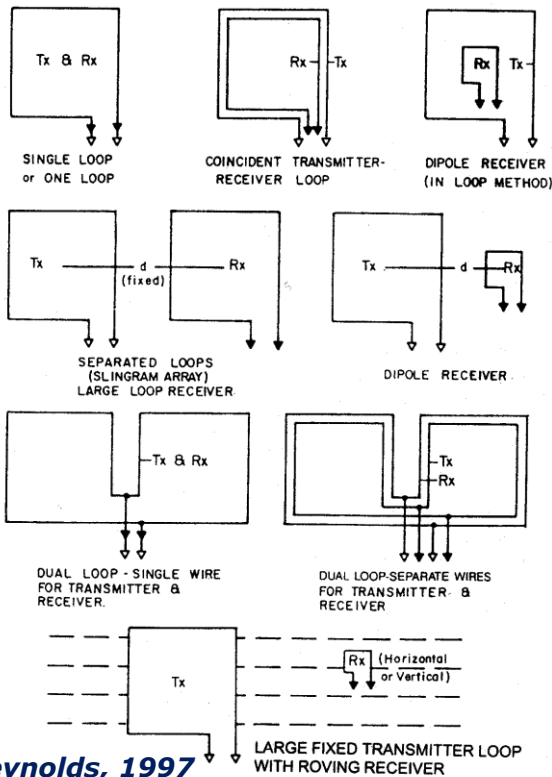 Tx & Rx
SINGLE LOOP
or ONE LOOP
Rx
Tx
COINCIDENT TRANSMITTER-
RECEIVER LOOP
Rx
Tx
DIPOLE RECEIVER
(IN LOOP METHOD)
Tx
d
(fixed)
Rx
SEPARATED LOOPS
(SLINGRAM ARRAY)
LARGE LOOP RECEIVER
Tx
d
Rx
DIPOLE RECEIVER
Tx & Rx
DUAL LOOP - SINGLE WIRE
FOR TRANSMITTER &
RECEIVER.
Tx
Rx
DUAL LOOP-SEPARATE WIRES
FOR TRANSMITTER &
RECEIVER
Tx
Rx
(Horizontal
or Vertical)
LARGE FIXED TRANSMITTER LOOP
WITH ROVING RECEIVER
eynolds, 1997